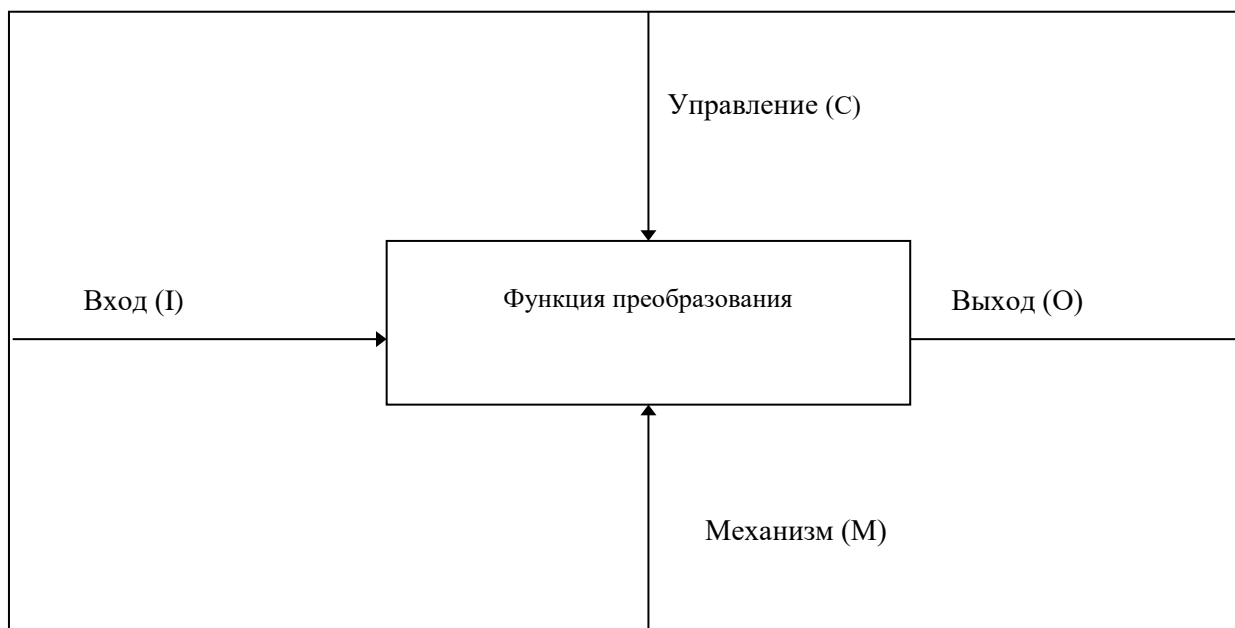 Управление (C)
Вход (I)
Функция преобразования
Выход (O)
Механизм (M)